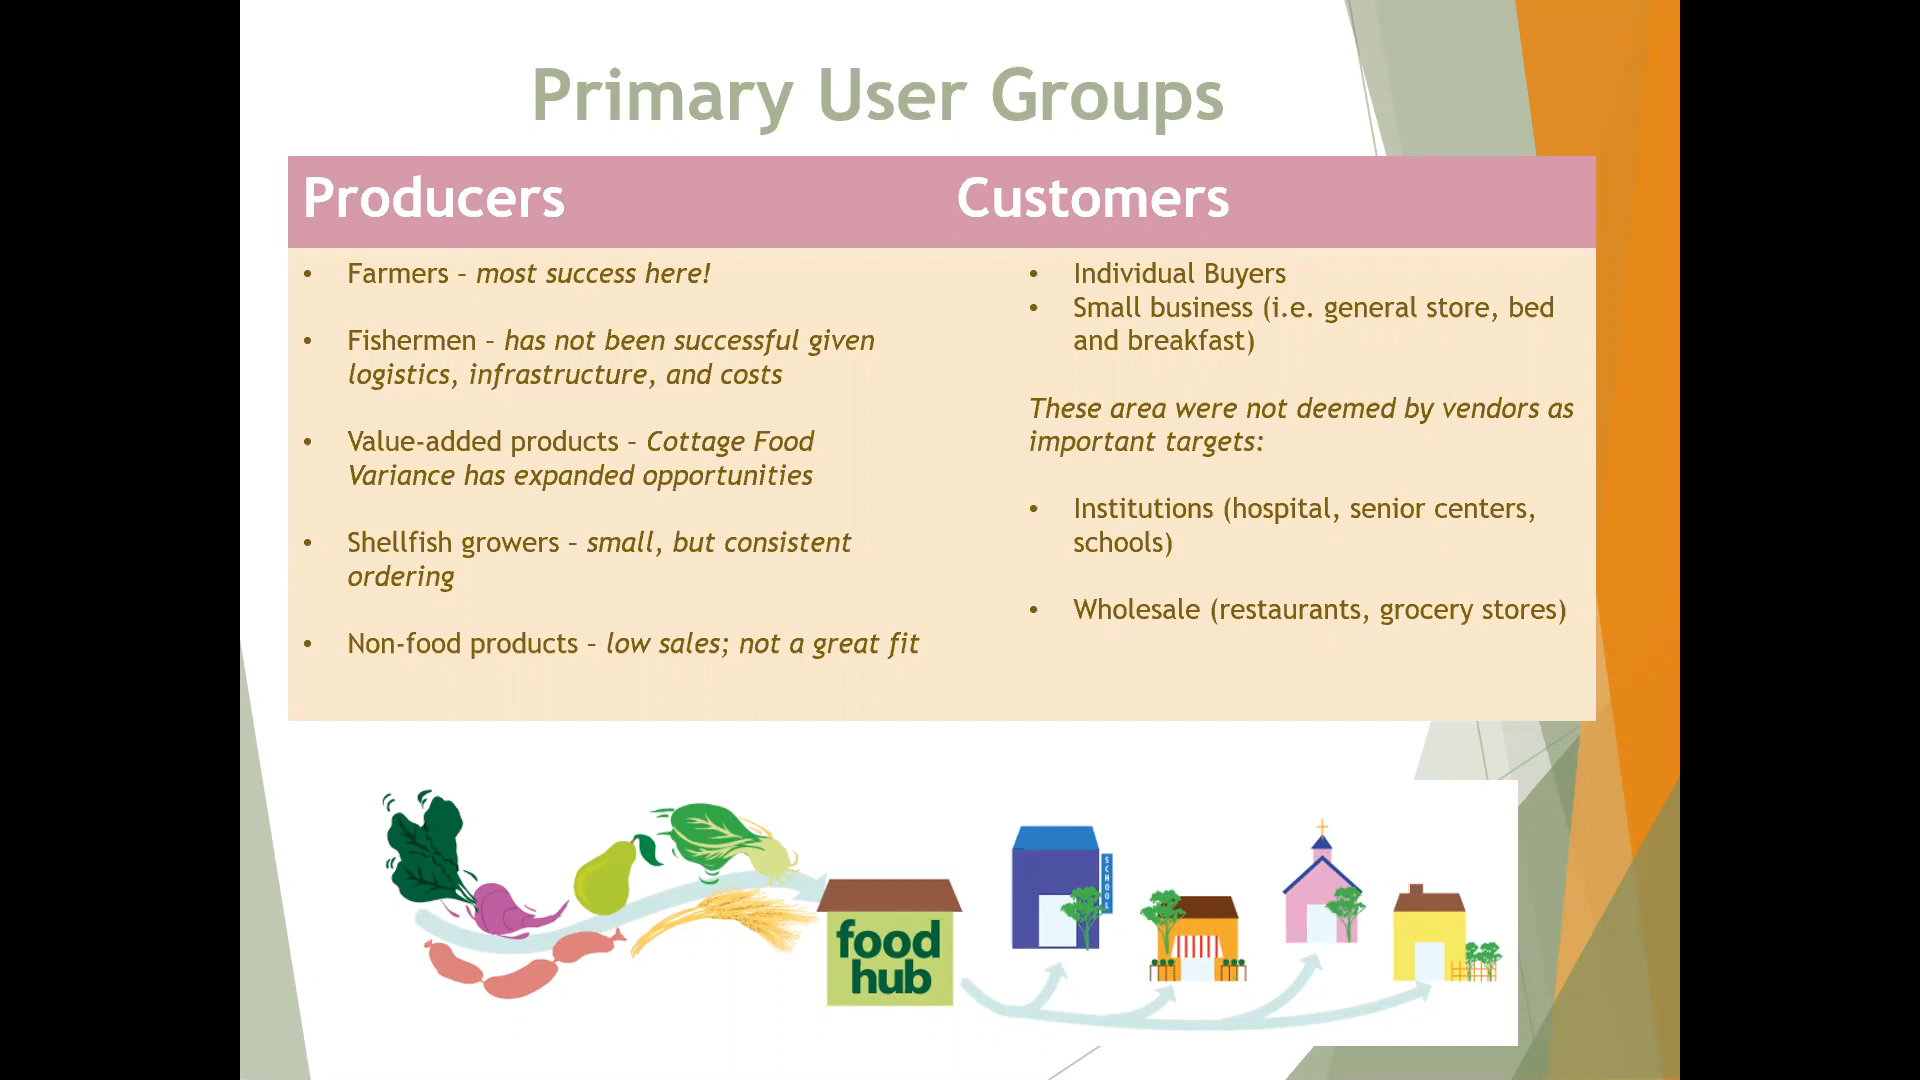 Primary User Groups
Producers
• Farmers – most success here!
• Fishermen – has not been successful given
logistics, infrastructure, and costs
• Value-added products – Cottage Food
Variance has expanded opportunities
• Shellfish growers – small, but consistent
ordering
• Non-food products – low sales; not a great fit
Customers
• Individual Buyers
• Small business (i.e. general store, bed
and breakfast)
These area were not deemed by vendors as
important targets:
• Institutions (hospital, senior centers,
schools)
• Wholesale (restaurants, grocery stores)
food
hub
SCHOOL